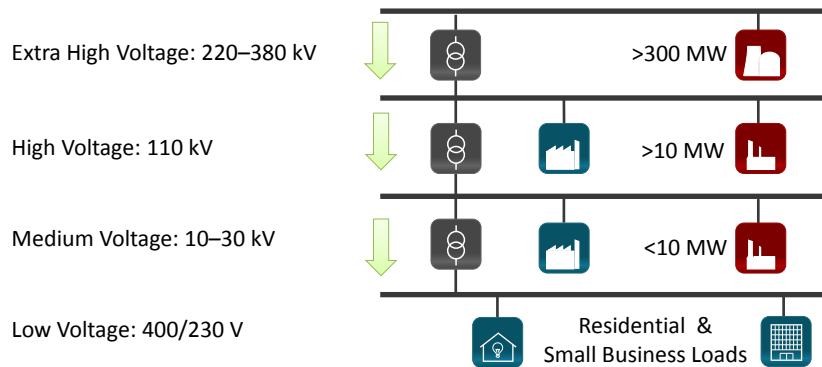 Extra High Voltage: 220–380 kV
>300 MW
High Voltage: 110 kV
>10 MW
Medium Voltage: 10–30 kV
<10 MW
Low Voltage: 400/230 V
Residential &
Small Business Loads